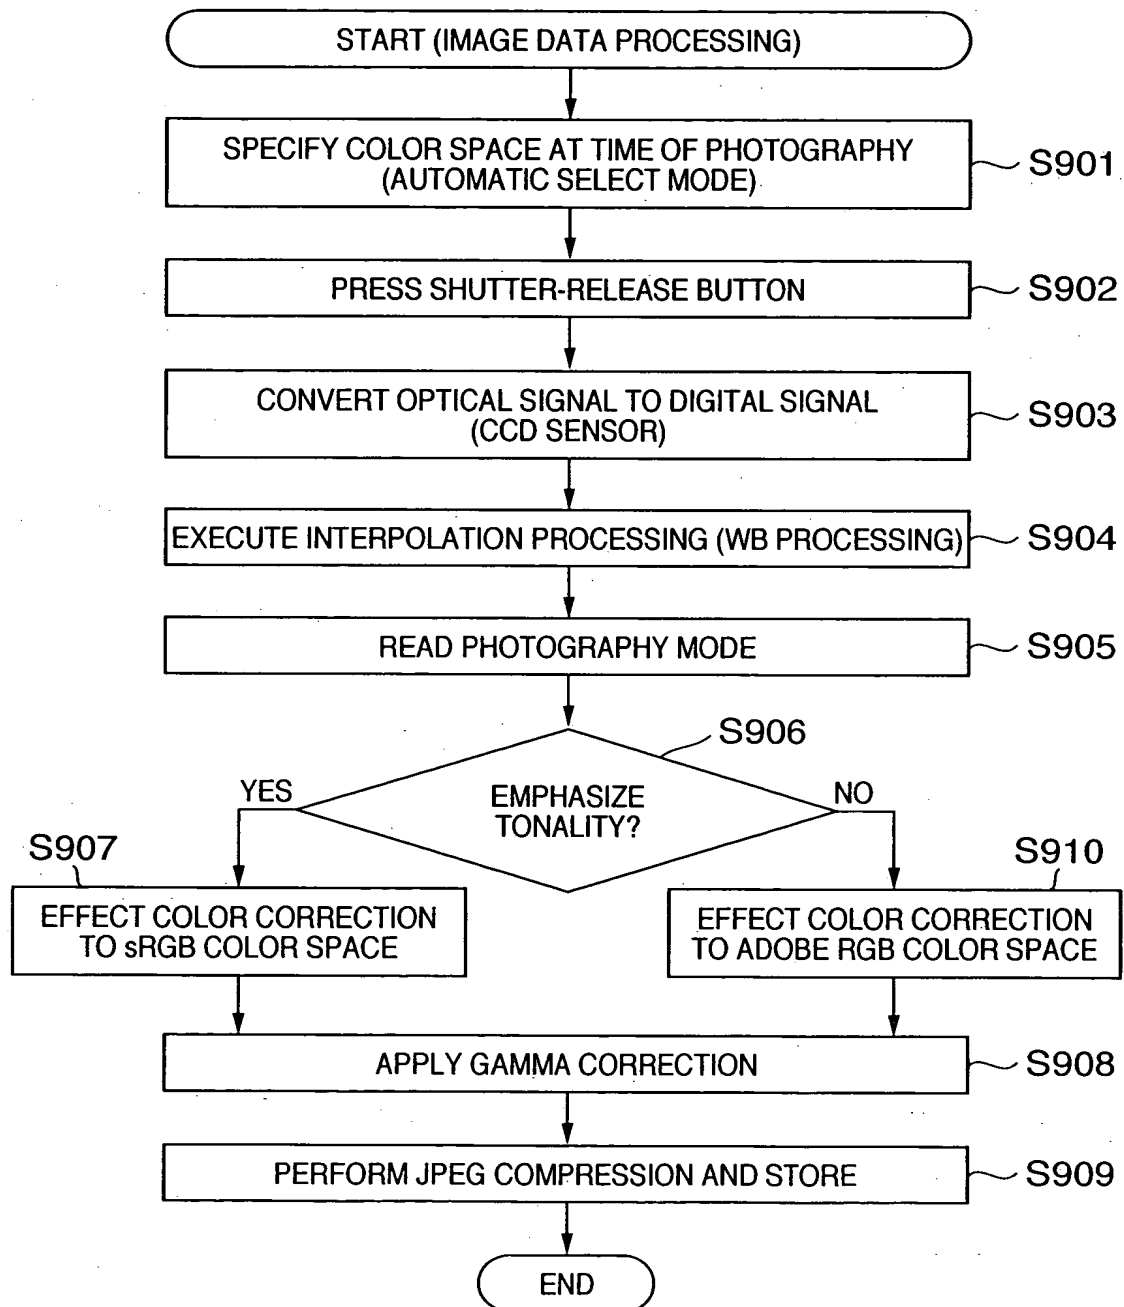 START (IMAGE DATA PROCESSING)
SPECIFY COLOR SPACE AT TIME OF PHOTOGRAPHY
(AUTOMATIC SELECT MODE)
S901
PRESS SHUTTER-RELEASE BUTTON
S902
CONVERT OPTICAL SIGNAL TO DIGITAL SIGNAL
(CCD SENSOR)
S903
EXECUTE INTERPOLATION PROCESSING (WB PROCESSING)
S904
READ PHOTOGRAPHY MODE
S905
S906
EMPHASIZE
TONALITY?
YES
NO
S907
EFFECT COLOR CORRECTION
TO sRGB COLOR SPACE
S910
EFFECT COLOR CORRECTION
TO ADOBE RGB COLOR SPACE
APPLY GAMMA CORRECTION
S908
PERFORM JPEG COMPRESSION AND STORE
S909
END